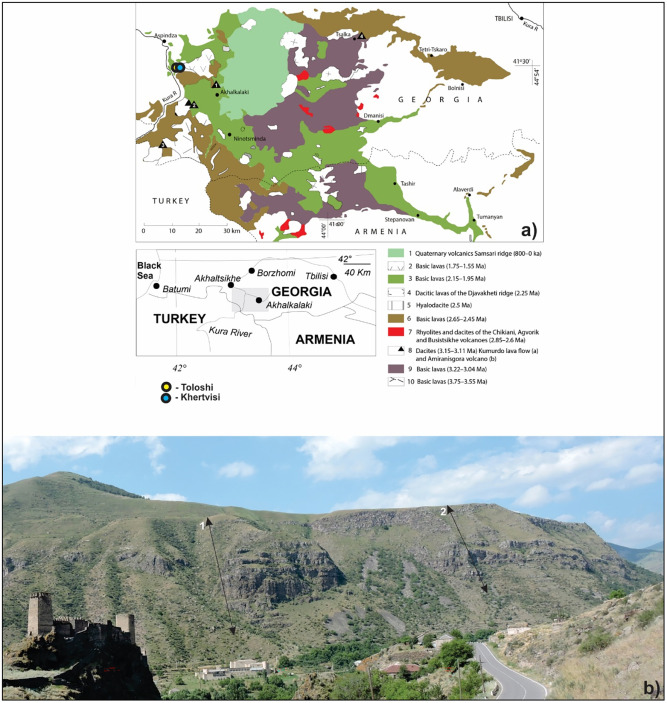 a)
TBILISI
Kura R
Aspindza
Tsalka
Tetri-Tskaro
41°30'
44°54'
Bolnisi
Akhalkalaki
Kura R
GEORGIA
Dmanisi
Ninotsminda
TURKEY
Tashir
Alaverdi
Stepanovan
Tumanyan
ARMENIA
0 10 20 30 km
44°00'
41°00'
a)
1 Quaternary volcanics Samsari ridge (800–0 ka)
2 Basic lavas (1.75–1.55 Ma)
3 Basic lavas (2.15–1.95 Ma)
4 Dacitic lavas of the Djavakheti ridge (2.25 Ma)
5 Hyalodacite (2.5 Ma)
6 Basic lavas (2.65–2.45 Ma)
7 Rhyolites and dacites of the Chikiani, Agvorik
and Busistsikhe volcanoes (2.85–2.6 Ma)
8 Dacites (3.15–3.11 Ma) Kumurdo lava flow (a)
and Amiranisgora volcano (b)
9 Basic lavas (3.22–3.04 Ma)
10 Basic lavas (3.75–3.55 Ma)
42°
40 Km
Black
Sea
Borzhomi
Akhaltsikhe
Tbilisi
Batumi
GEORGIA
Akhalkalaki
TURKEY
Kura River
ARMENIA
42°
44°
- Toloshi
- Khertvisi
1
2
b)